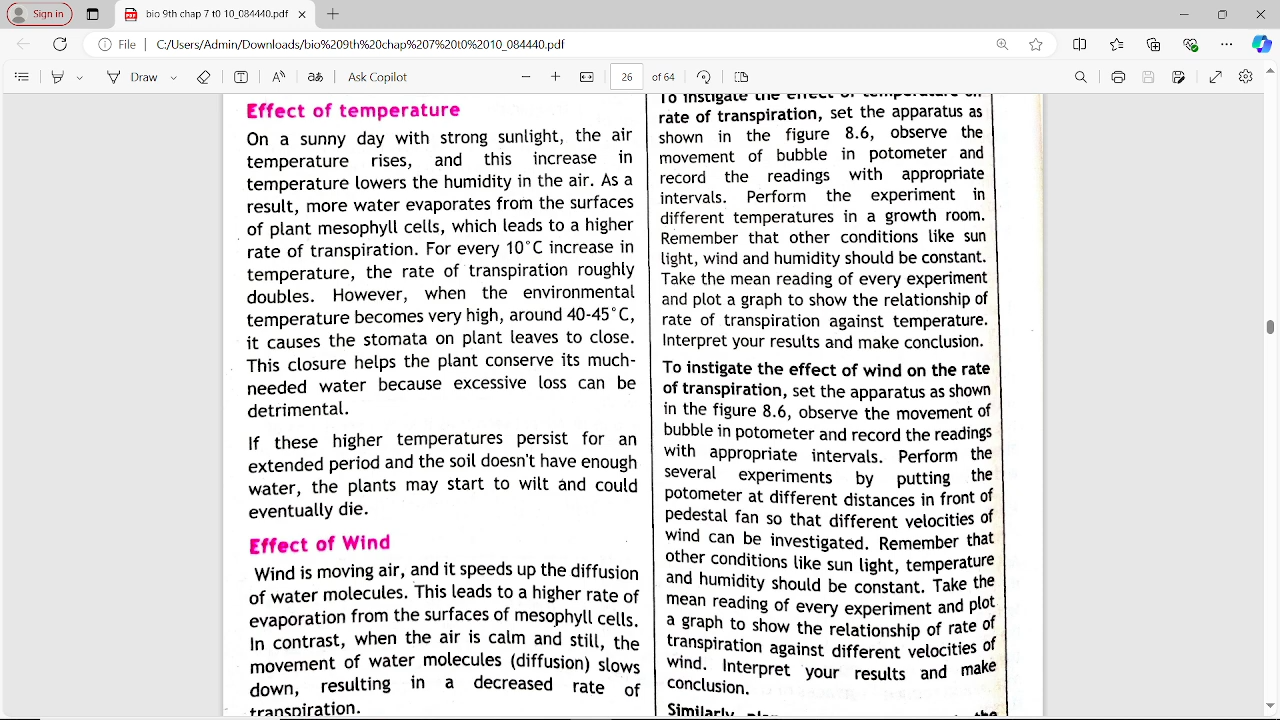 Sign in
bio 9th chap 7 t0 10_084440.pdf
File
C:/Users/Admin/Downloads/bio%209th%20chap%207%20t0%2010_084440.pdf
Draw
Ask Copilot
26
of 64
Effect of temperature
On a sunny day with strong sunlight, the air
temperature rises, and this increase in
temperature lowers the humidity in the air. As a
result, more water evaporates from the surfaces
of plant mesophyll cells, which leads to a higher
rate of transpiration. For every 10°C increase in
temperature, the rate of transpiration roughly
doubles. However, when the environmental
temperature becomes very high, around 40-45°C,
it causes the stomata on plant leaves to close.
This closure helps the plant conserve its much-
needed water because excessive loss can be
detrimental.
If these higher temperatures persist for an
extended period and the soil doesn't have enough
water, the plants may start to wilt and could
eventually die.
Effect of Wind
Wind is moving air, and it speeds up the diffusion
of water molecules. This leads to a higher rate of
evaporation from the surfaces of mesophyll cells.
In contrast, when the air is calm and still, the
movement of water molecules (diffusion) slows
down, resulting in a decreased rate of
transpiration.
To instigate the effect of temperature on
rate of transpiration, set the apparatus as
shown in the figure 8.6, observe the
movement of bubble in potometer and
record the readings with appropriate
intervals. Perform the experiment in
different temperatures in a growth room.
Remember that other conditions like sun
light, wind and humidity should be constant.
Take the mean reading of every experiment
and plot a graph to show the relationship of
rate of transpiration against temperature.
Interpret your results and make conclusion.
To instigate the effect of wind on the rate
of transpiration, set the apparatus as shown
in the figure 8.6, observe the movement of
bubble in potometer and record the readings
with appropriate intervals. Perform the
several experiments by putting the
potometer at different distances in front of
pedestal fan so that different velocities of
wind can be investigated. Remember that
other conditions like sun light, temperature
and humidity should be constant. Take the
mean reading of every experiment and plot
a graph to show the relationship of rate of
transpiration against different velocities of
wind. Interpret your results and make
conclusion.
Similarly
the